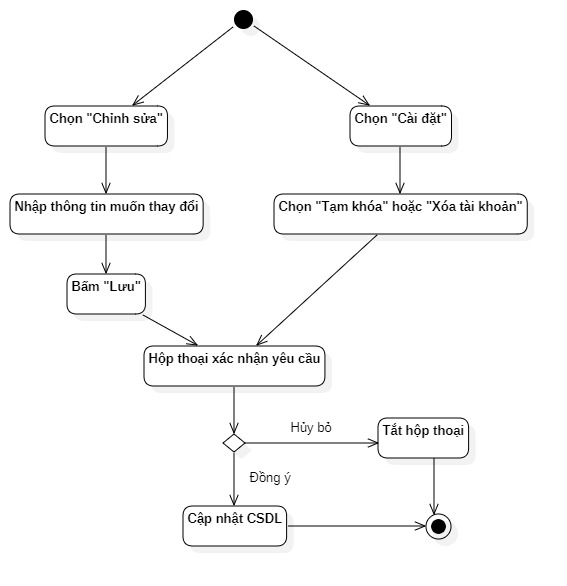 Chọn "Chỉnh sửa"
Chọn "Cài đặt"
Nhập thông tin muốn thay đổi
Chọn "Tạm khóa" hoặc "Xóa tài khoản"
Bấm "Lưu"
Hộp thoại xác nhận yêu cầu
Hủy bỏ
Tắt hộp thoại
Đồng ý
Cập nhật CSDL